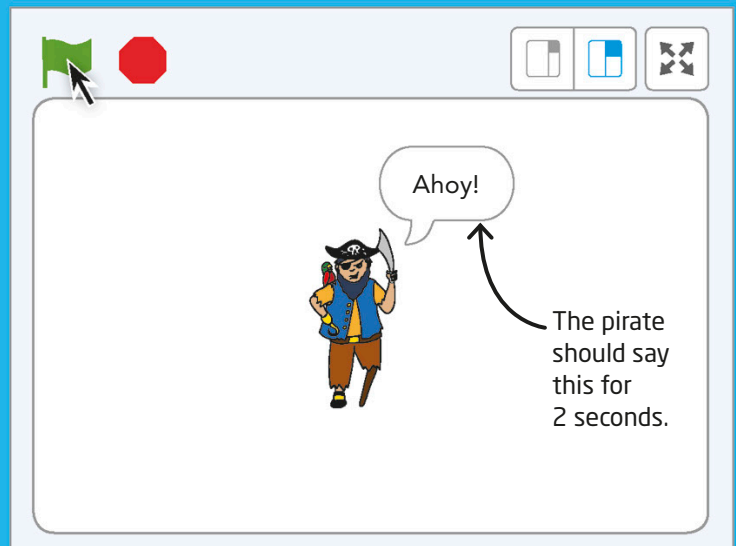 Ahoy!
The pirate
should say
this for
2 seconds.